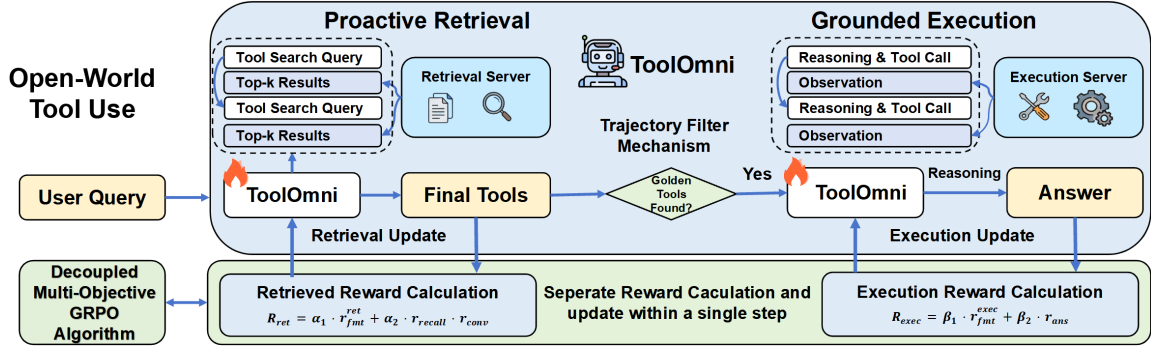 Proactive Retrieval
Grounded Execution
Open-World
Tool Use
Tool Search Query
Top-k Results
Tool Search Query
Top-k Results
Retrieval Server
ToolOmni
Trajectory Filter
Mechanism
Reasoning & Tool Call
Observation
Reasoning & Tool Call
Observation
Execution Server
User Query
ToolOmni
Final Tools
Golden
Tools
Found?
Yes
ToolOmni
Reasoning
Answer
Retrieval Update
Execution Update
Decoupled
Multi-Objective
GRPO
Algorithm
Retrieved Reward Calculation
R_ret = α_1 · r_fmt^ret + α_2 · r_recall · r_conv
Seperate Reward Caculation and
update within a single step
Execution Reward Calculation
R_exec = β_1 · r_fmt^exec + β_2 · r_ans